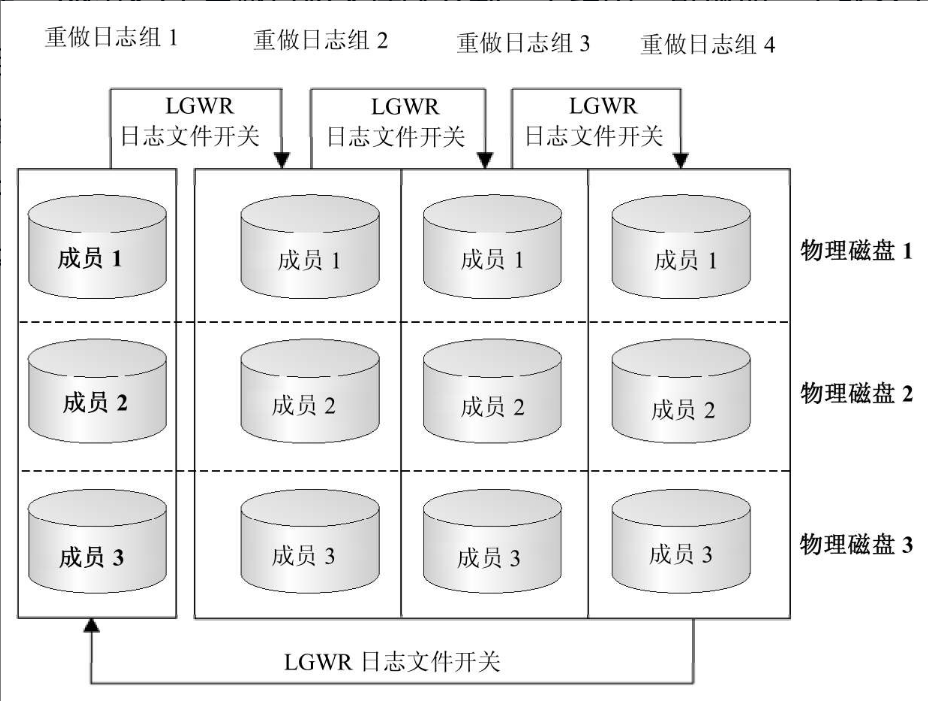 重做日志组 1
重做日志组 2
重做日志组 3
重做日志组 4
LGWR
日志文件开关
LGWR
日志文件开关
LGWR
日志文件开关
成员 1
成员 1
成员 1
成员 1
物理磁盘 1
成员 2
成员 2
成员 2
成员 2
物理磁盘 2
成员 3
成员 3
成员 3
成员 3
物理磁盘 3
LGWR 日志文件开关